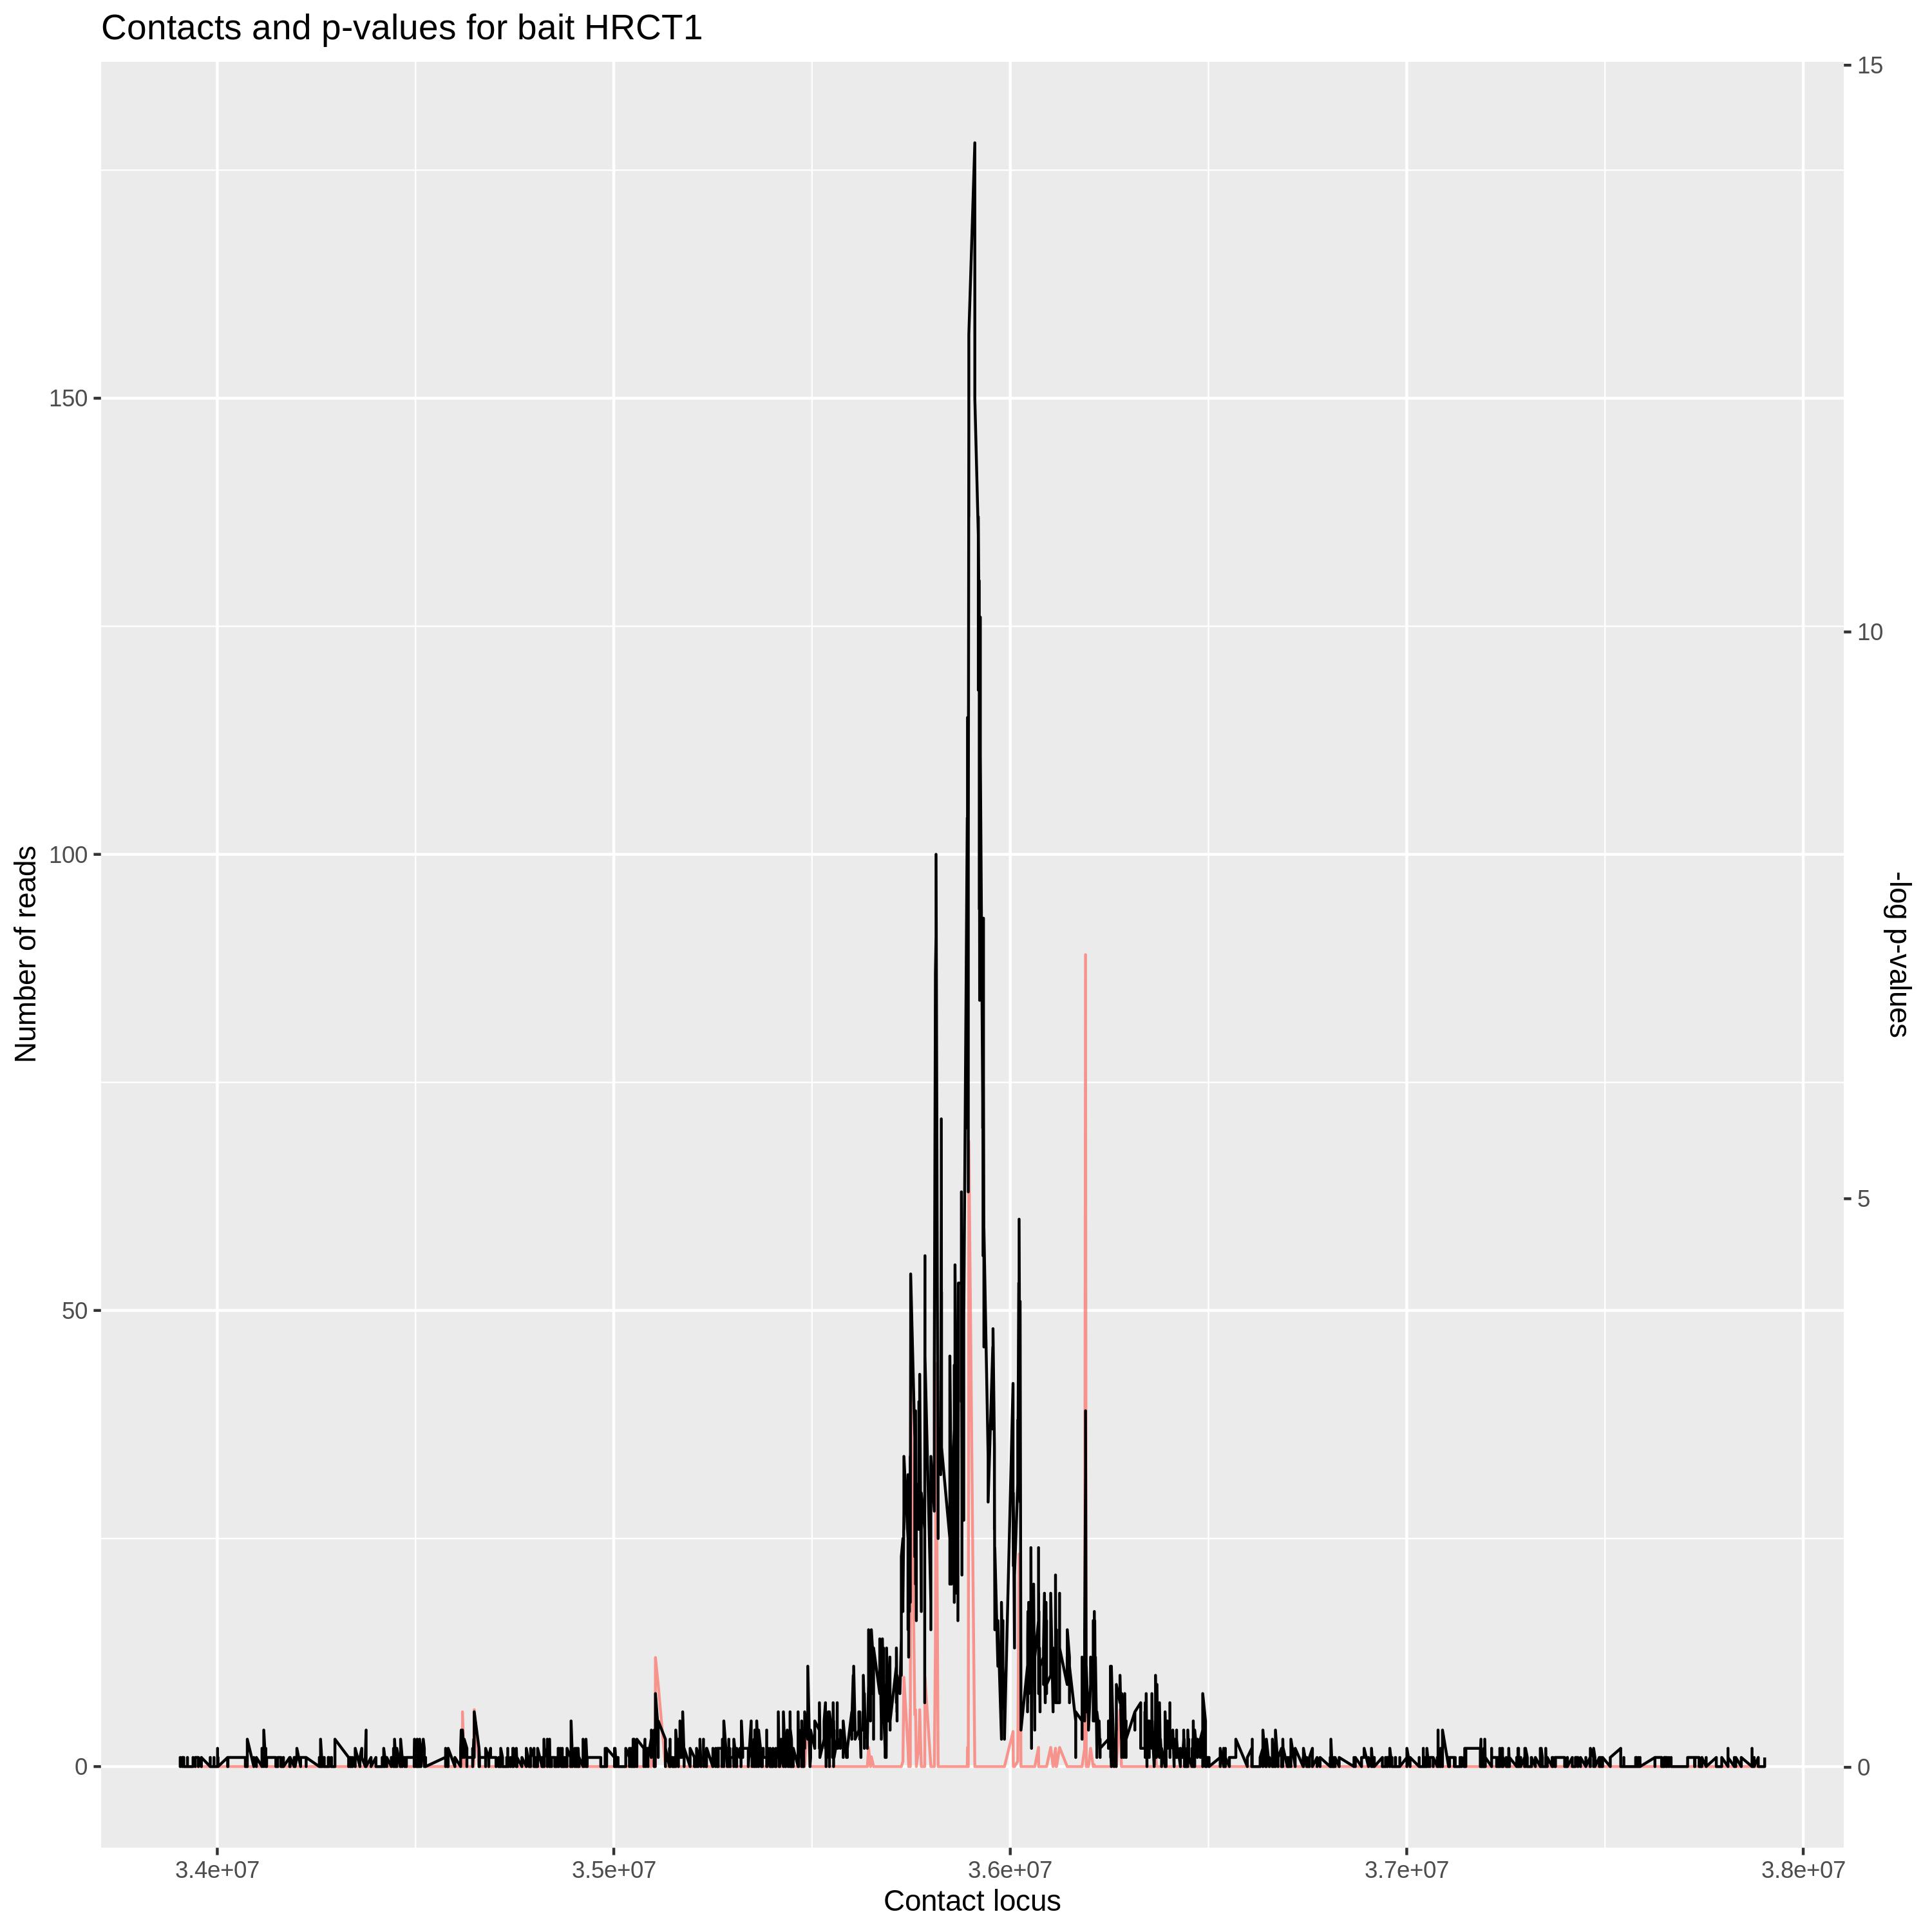 Contacts and p-values for bait HRCT1
15
150
10
Number of reads
100
-log p-values
5
50
0
0
3.4e+07
3.5e+07
3.6e+07
3.7e+07
3.8e+07
Contact locus